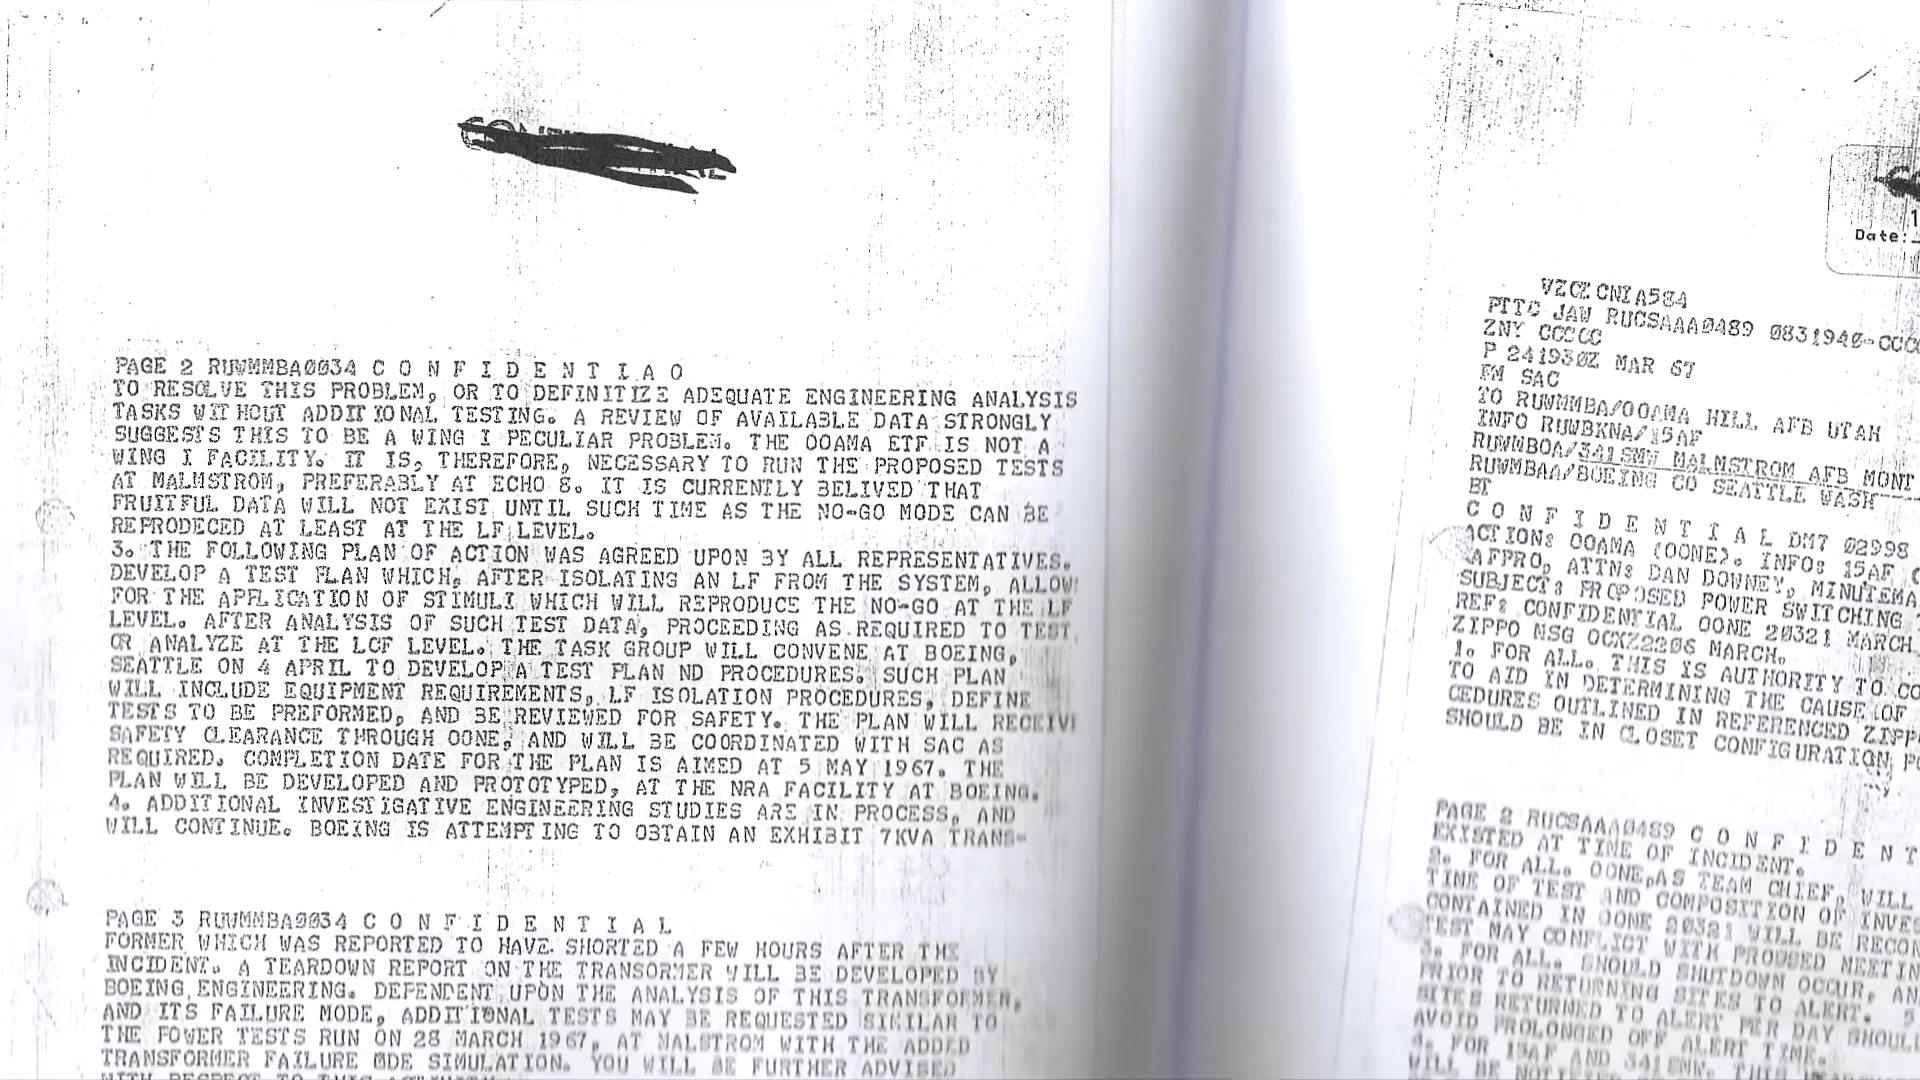 PAGE 2 RUWMMBA0034 C O N F I D E N T I A O
TO RESOLVE THIS PROBLEM, OR TO DEFINITIZE ADEQUATE ENGINEERING ANALYSIS
TASKS WITHOUT ADDITIONAL TESTING. A REVIEW OF AVAILABLE DATA STRONGLY
SUGGESTS THIS TO BE A WING I PECULIAR PROBLEM. THE OOAMA ETF IS NOT A
WING I FACILITY. IT IS, THEREFORE, NECESSARY TO RUN THE PROPOSED TESTS
AT MALMSTROM, PREFERABLY AT ECHO 8. IT IS CURRENTLY BELIVED THAT
FRUITFUL DATA WILL NOT EXIST UNTIL SUCH TIME AS THE NO-GO MODE CAN BE
REPRODECED AT LEAST AT THE LF LEVEL.
3. THE FOLLOWING PLAN OF ACTION WAS AGREED UPON BY ALL REPRESENTATIVES.
DEVELOP A TEST PLAN WHICH, AFTER ISOLATING AN LF FROM THE SYSTEM, ALLOW
FOR THE APPLICATION OF STIMULI WHICH WILL REPRODUCE THE NO-GO AT THE LF
LEVEL. AFTER ANALYSIS OF SUCH TEST DATA, PROCEEDING AS REQUIRED TO TEST
OR ANALYZE AT THE LCF LEVEL. THE TASK GROUP WILL CONVENE AT BOEING,
SEATTLE ON 4 APRIL TO DEVELOP A TEST PLAN ND PROCEDURES. SUCH PLAN
WILL INCLUDE EQUIPMENT REQUIREMENTS, LF ISOLATION PROCEDURES, DEFINE
TESTS TO BE PREFORMED, AND BE REVIEWED FOR SAFETY. THE PLAN WILL RECEIV
SAFETY CLEARANCE THROUGH OONE, AND WILL BE COORDINATED WITH SAC AS
REQUIRED. COMPLETION DATE FOR THE PLAN IS AIMED AT 5 MAY 1967. THE
PLAN WILL BE DEVELOPED AND PROTOTYPED, AT THE NRA FACILITY AT BOEING.
4. ADDITIONAL INVESTIGATIVE ENGINEERING STUDIES ARE IN PROCESS, AND
WILL CONTINUE. BOEING IS ATTEMPTING TO OBTAIN AN EXHIBIT 7KVA TRANS-
PAGE 3 RUWMMBA0034 C O N F I D E N T I A L
FORMER WHICH WAS REPORTED TO HAVE SHORTED A FEW HOURS AFTER THE
INCIDENT. A TEARDOWN REPORT ON THE TRANSORMER WILL BE DEVELOPED BY
BOEING ENGINEERING. DEPENDENT UPON THE ANALYSIS OF THIS TRANSFORMER,
AND ITS FAILURE MODE, ADDITIONAL TESTS MAY BE REQUESTED SIMILAR TO
THE POWER TESTS RUN ON 28 MARCH 1967, AT MALSTROM WITH THE ADDED
TRANSFORMER FAILURE ODE SIMULATION. YOU WILL BE FURTHER ADVISED
WITH RESPECT TO THIS
Date:
VZCZCNIA584
PTTC JAW RUCSAAA0489 0831940-CCCC
ZNY CCCCC
P 241930Z MAR 67
FM SAC
TO RUWMMBA/OOAMA HILL AFB UTAH
INFO RUWBKNA/15AF
RUWMBOA/341SMW MALMSTROM AFB MONT
RUWMBAA/BOEING CO SEATTLE WASH
BT
C O N F I D E N T I A L DM7 02998
ACTION: OOAMA (OONE). INFO: 15AF
AFPRO, ATTN: DAN DOWNEY, MINUTEMA
SUBJECT: PROPOSED POWER SWITCHING
REF: CONFIDENTIAL OONE 20321 MARCH
ZIPPO NSG OCXZ2206 MARCH.
1. FOR ALL. THIS IS AUTHORITY TO CO
TO AID IN DETERMINING THE CAUSE OF
CEDURES OUTLINED IN REFERENCED ZIPP
SHOULD BE IN CLOSET CONFIGURATION PO
PAGE 2 RUCSAAA0489 C O N F I D E N T
EXISTED AT TIME OF INCIDENT.
2. FOR ALL. OONE,AS TEAM CHIEF, WILL
TIME OF TEST AND COMPOSITION OF INVES
CONTAINED IN OONE 20321 WILL BE RECON
TEST MAY CONFLICT WITH PROUSED MEETIN
3. FOR ALL. SHOULD SHUTDOWN OCCUR, AN
PRIOR TO RETURNING SITES TO ALERT. 5
SITES RETURNED TO ALERT PER DAY SHOUL
AVOID PROLONGED OFF ALERT TIME.
4. FOR 15AF AND 341SMW. THIS
WILL BE